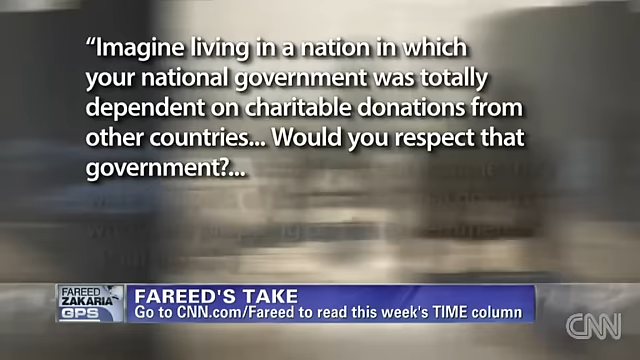 “Imagine living in a nation in which
your national government was totally
dependent on charitable donations from
other countries... Would you respect that
government?...
FAREED
ZAKARIA
GPS
FAREED'S TAKE
Go to CNN.com/Fareed to read this week's TIME column
CNN